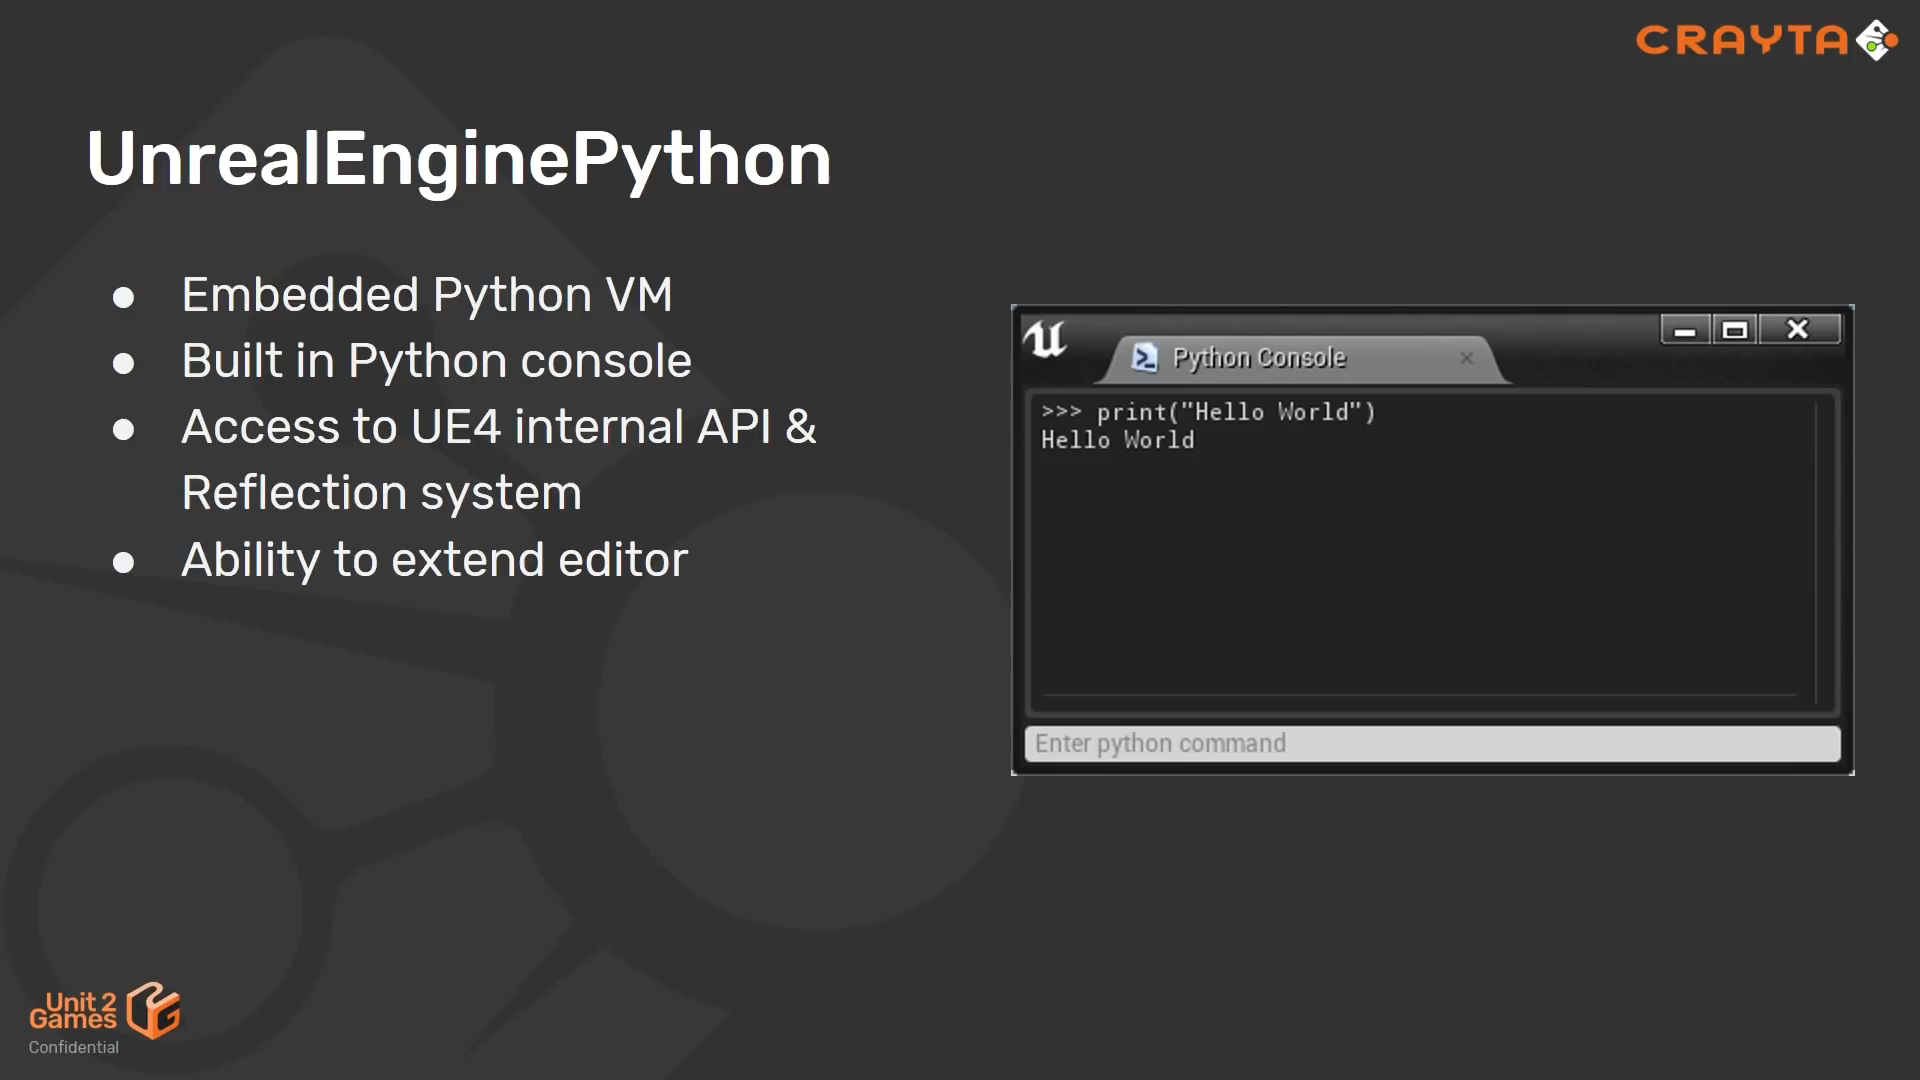 CRAYTA
UnrealEnginePython
● Embedded Python VM
● Built in Python console
● Access to UE4 internal API &
Reflection system
● Ability to extend editor
Python Console
>>> print("Hello World")
Hello World
Enter python command
Unit 2
Games
Confidential